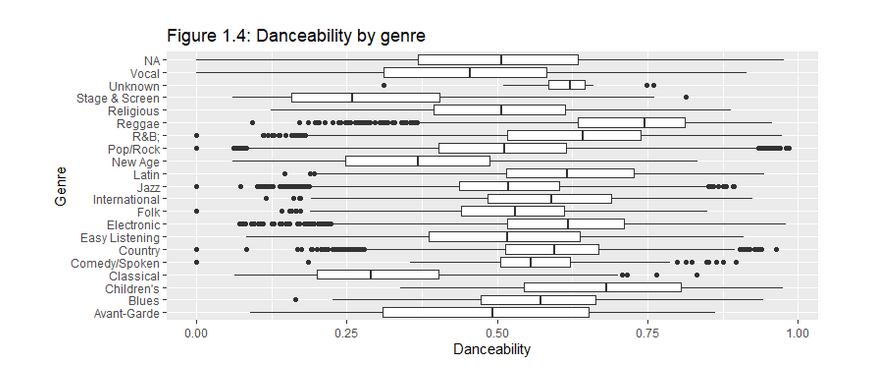 Figure 1.4: Danceability by genre
NA
Vocal
Unknown
Stage & Screen
Religious
Reggae
R&B;
Pop/Rock
New Age
Latin
Jazz
International
Folk
Electronic
Easy Listening
Country
Comedy/Spoken
Classical
Children's
Blues
Avant-Garde
Genre
0.00 0.25 0.50 0.75 1.00
Danceability